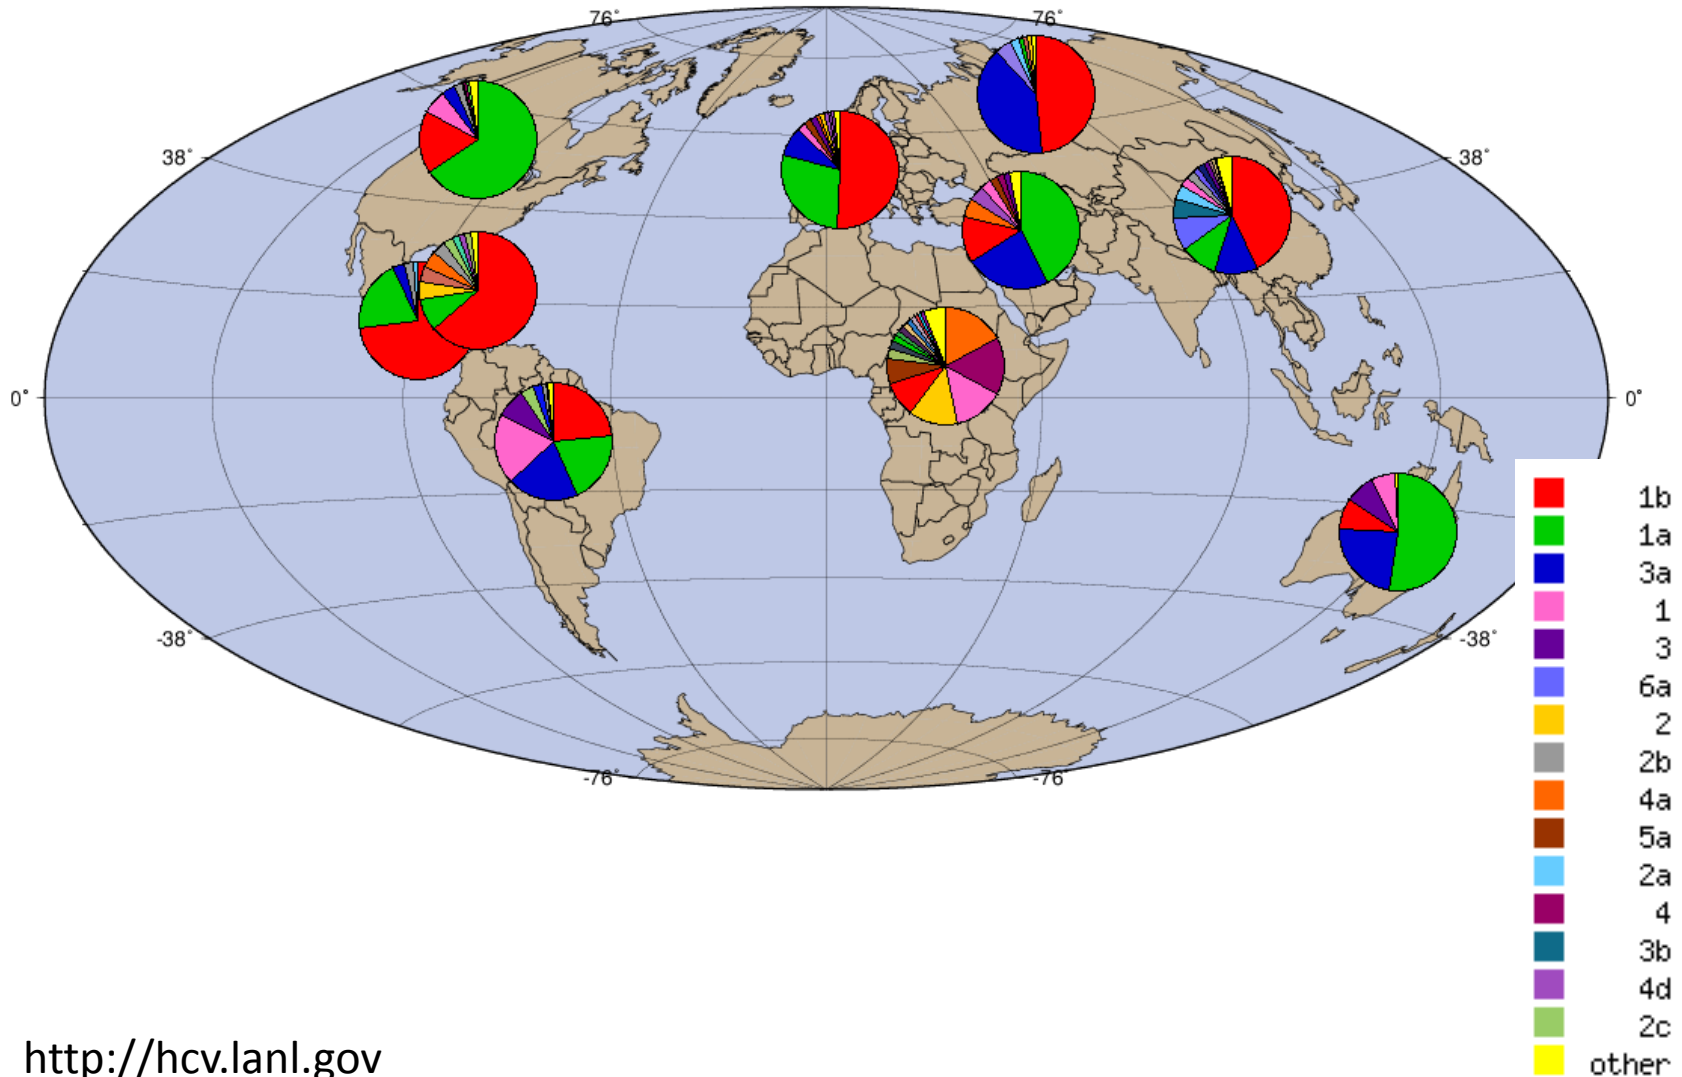 76°
76°
38°
38°
0°
0°
-38°
-38°
-76°
-76°
1b
1a
3a
1
3
6a
2
2b
4a
5a
2a
4
3b
4d
2c
other
http://hcv.lanl.gov